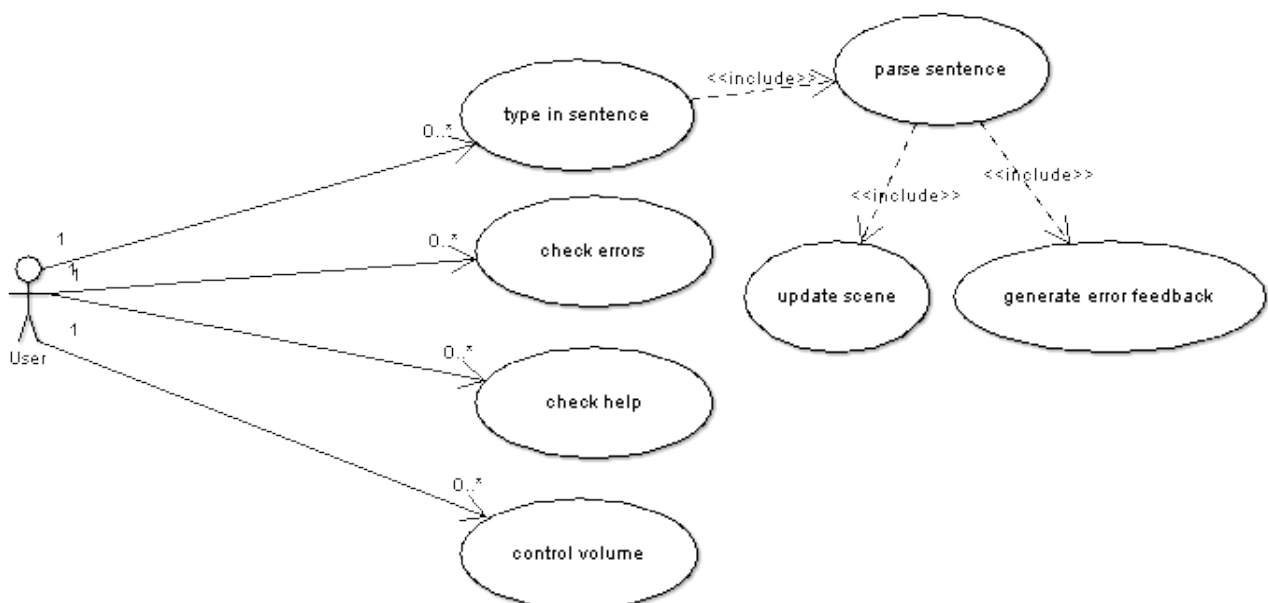 parse sentence
<<include>>
type in sentence
0..*
<<include>>
<<include>>
1
0..*
check errors
1
1
update scene
generate error feedback
1
User
0..*
check help
0..*
control volume